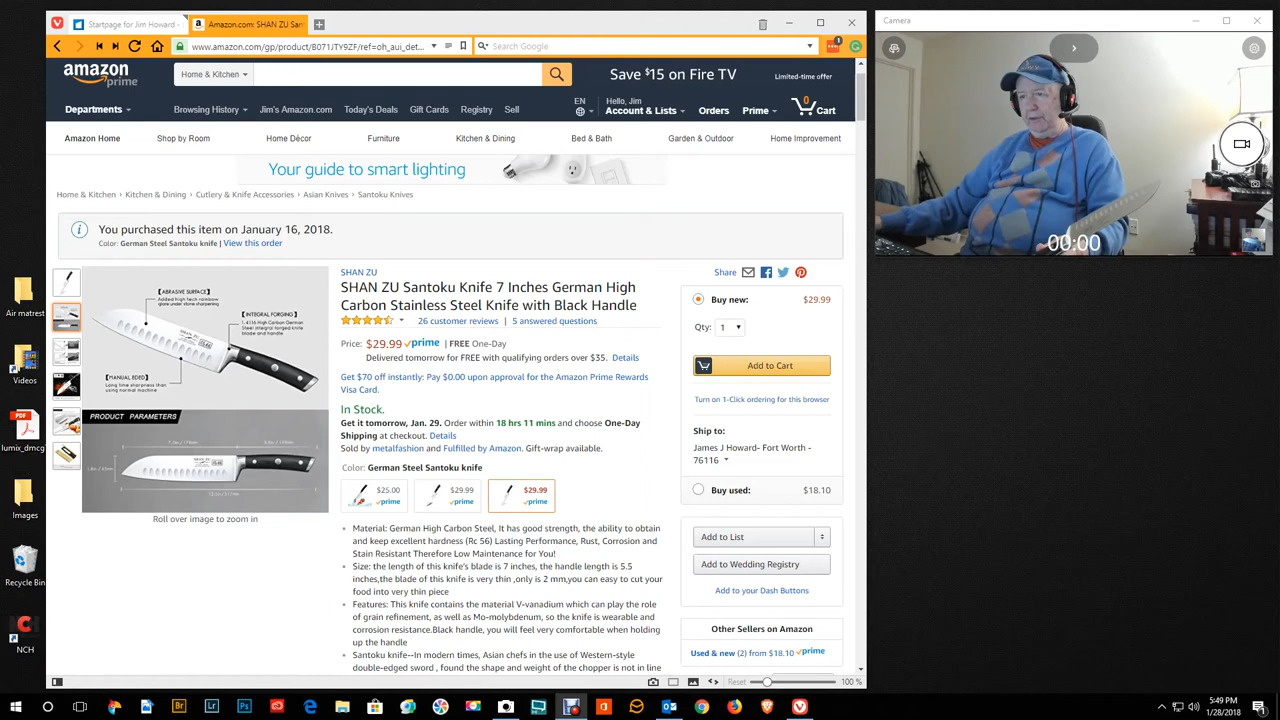 Startpage for Jim Howard -
Amazon.com: SHAN ZU San
Camera
www.amazon.com/gp/product/B071JTY9ZF/ref=oh_aui_det...
Search Google
amazon
prime
Home & Kitchen
Save $15 on Fire TV
Limited-time offer
Departments
Browsing History
Jim's Amazon.com
Today's Deals
Gift Cards
Registry
Sell
EN
Hello, Jim
Account & Lists
Orders
Prime
0
Cart
Amazon Home
Shop by Room
Home Décor
Furniture
Kitchen & Dining
Bed & Bath
Garden & Outdoor
Home Improvement
Your guide to smart lighting
Home & Kitchen › Kitchen & Dining › Cutlery & Knife Accessories › Asian Knives › Santoku Knives
You purchased this item on January 16, 2018.
Color: German Steel Santoku knife | View this order
00:00
SHAN ZU
SHAN ZU Santoku Knife 7 Inches German High
Carbon Stainless Steel Knife with Black Handle
26 customer reviews | 5 answered questions
Price: $29.99 prime | FREE One-Day
Delivered tomorrow for FREE with qualifying orders over $35. Details
Get $70 off instantly: Pay $0.00 upon approval for the Amazon Prime Rewards
Visa Card.
In Stock.
Get it tomorrow, Jan. 29. Order within 18 hrs 11 mins and choose One-Day
Shipping at checkout. Details
Sold by metalfashion and Fulfilled by Amazon. Gift-wrap available.
Color: German Steel Santoku knife
$25.00
prime
$29.99
prime
$29.99
prime
Material: German High Carbon Steel, It has good strength, the ability to obtain
and keep excellent hardness (Rc 56) Lasting Performance, Rust, Corrosion and
Stain Resistant Therefore Low Maintenance for You!
Size: the length of this knife's blade is 7 inches, the handle length is 5.5
inches,the blade of this knife is very thin ,only is 2 mm,you can easy to cut your
food into very thin piece
Features: This knife contains the material V-vanadium which can play the role
of grain refinement, as well as Mo-molybdenum, so the knife is wearable and
corrosion resistance.Black handle, you will feel very comfortable when holding
up the handle
Santoku knife--In modern times, Asian chefs in the use of Western-style
double-edged sword , found the shape and weight of the chopper is not in line
ABRASIVE SURFACE
INTEGRAL FORGING
MANUAL EDED
Long time sharpness than
using normal machine
PRODUCT PARAMETERS
Roll over image to zoom in
Share
Buy new:
$29.99
Qty: 1
Add to Cart
Turn on 1-Click ordering for this browser
Ship to:
James J Howard- Fort Worth -
76116
Buy used:
$18.10
Add to List
Add to Wedding Registry
Add to your Dash Buttons
Other Sellers on Amazon
Used & new (2) from $18.10 prime
Air matrest
Videos
PDF
lumix_dmcg
Images
Recycle Bin
NCH
Reset
100 %
5:49 PM
1/28/2018